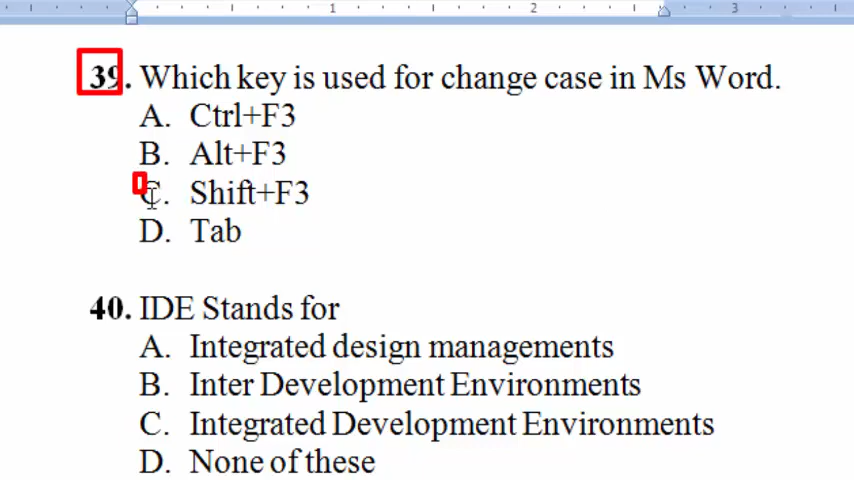 39. Which key is used for change case in Ms Word.
A. Ctrl+F3
B. Alt+F3
C. Shift+F3
D. Tab
40. IDE Stands for
A. Integrated design managements
B. Inter Development Environments
C. Integrated Development Environments
D. None of these